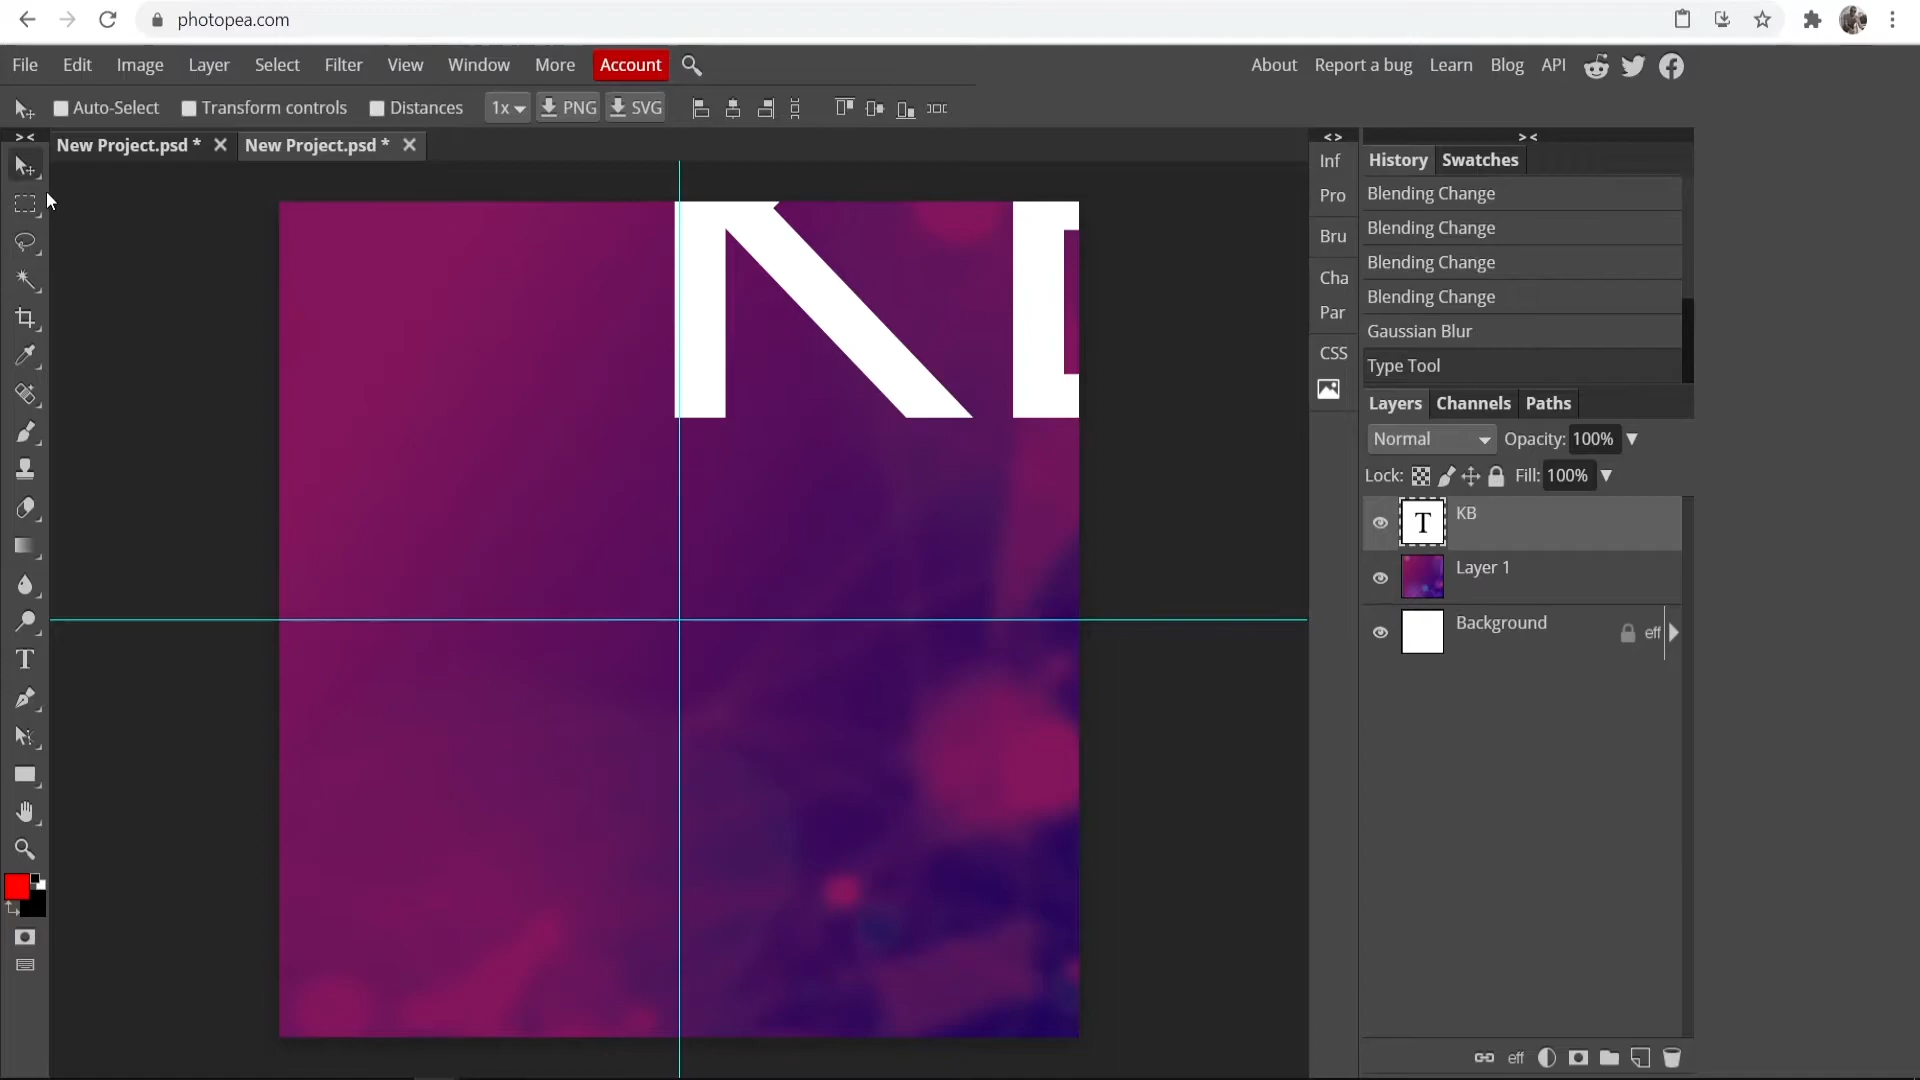 photopea.com
File Edit Image Layer Select Filter View Window More Account About Report a bug Learn Blog API
Auto-Select Transform controls Distances 1x PNG SVG
New Project.psd * New Project.psd *
Inf
Pro
Bru
Cha
Par
CSS
History Swatches
Blending Change
Blending Change
Blending Change
Blending Change
Gaussian Blur
Type Tool
Layers Channels Paths
Normal Opacity: 100%
Lock: Fill: 100%
T KB
Layer 1
Background eff
eff